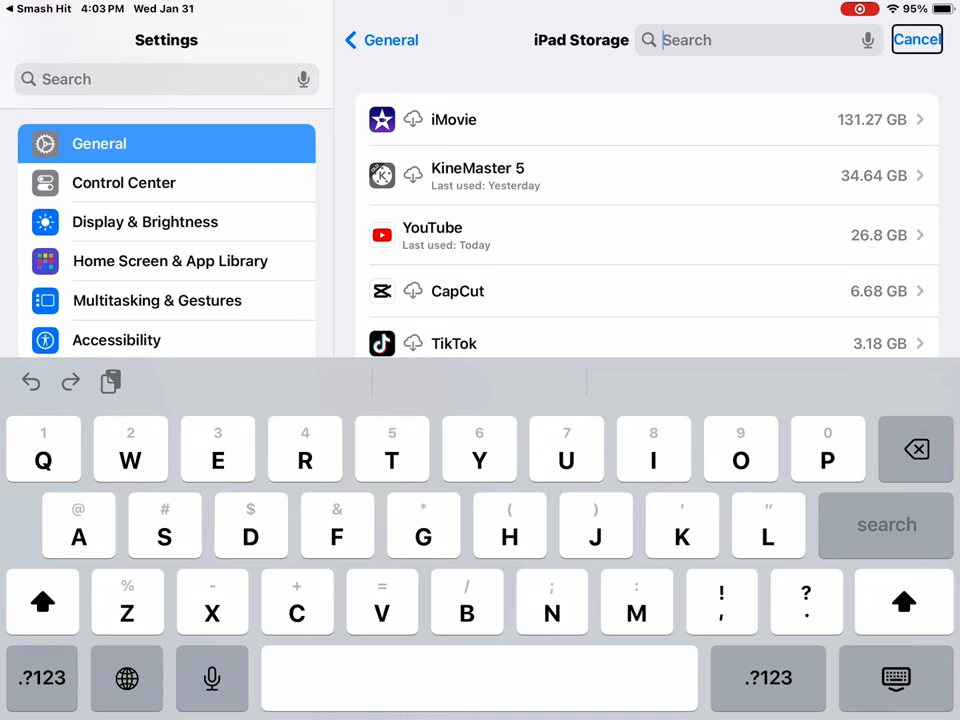 Smash Hit 4:03 PM Wed Jan 31 95%
Settings
General iPad Storage Search Cancel
Search
General
Control Center
Display & Brightness
Home Screen & App Library
Multitasking & Gestures
Accessibility
iMovie 131.27 GB
KineMaster 5 34.64 GB
Last used: Yesterday
YouTube 26.8 GB
Last used: Today
CapCut 6.68 GB
TikTok 3.18 GB
1 2 3 4 5 6 7 8 9 0
Q W E R T Y U I O P
@ # $ & * ( ) ' "
A S D F G H J K L search
% - + = / ; : ! ?
Z X C V B N M , .
.?123 .?123